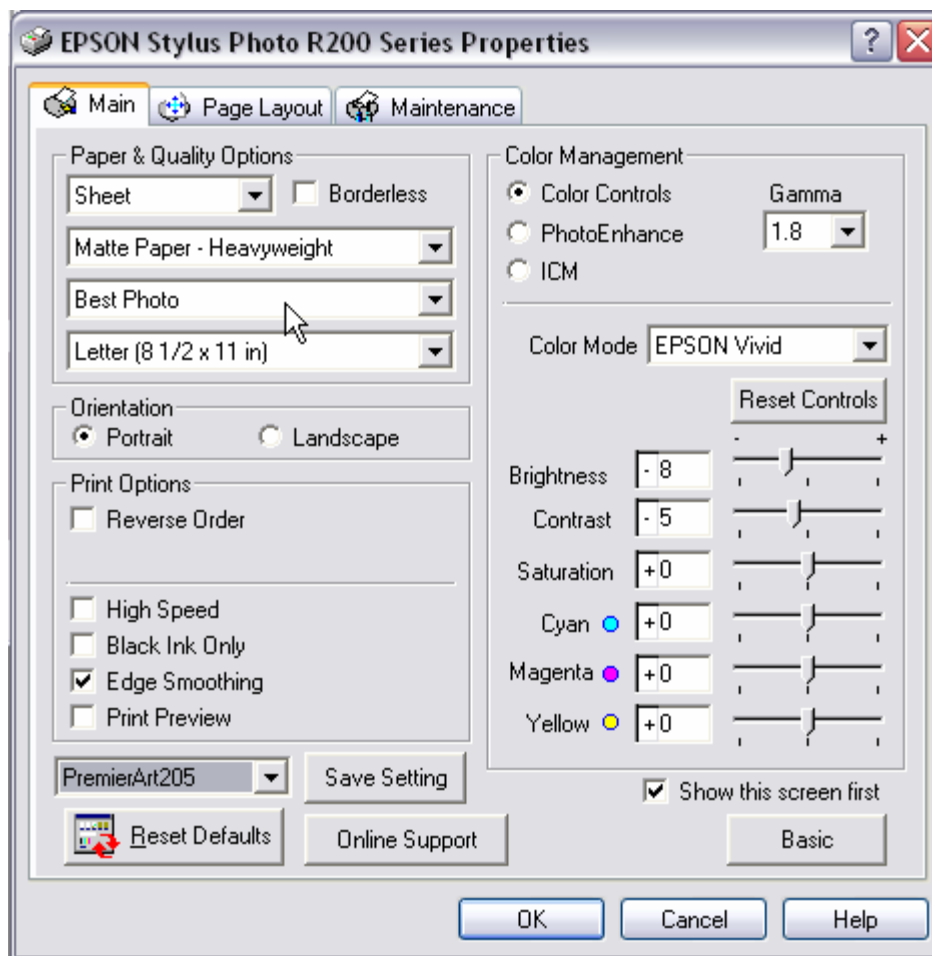 EPSON Stylus Photo R200 Series Properties
?
Main
Page Layout
Maintenance
Paper & Quality Options
Sheet
Borderless
Matte Paper - Heavyweight
Best Photo
Letter (8 1/2 x 11 in)
Orientation
Portrait
Landscape
Print Options
Reverse Order
High Speed
Black Ink Only
Edge Smoothing
Print Preview
PremierArt205
Save Setting
Reset Defaults
Online Support
Color Management
Color Controls
PhotoEnhance
ICM
Gamma
1.8
Color Mode EPSON Vivid
Reset Controls
- +
Brightness - 8
Contrast - 5
Saturation +0
Cyan +0
Magenta +0
Yellow +0
Show this screen first
Basic
OK
Cancel
Help